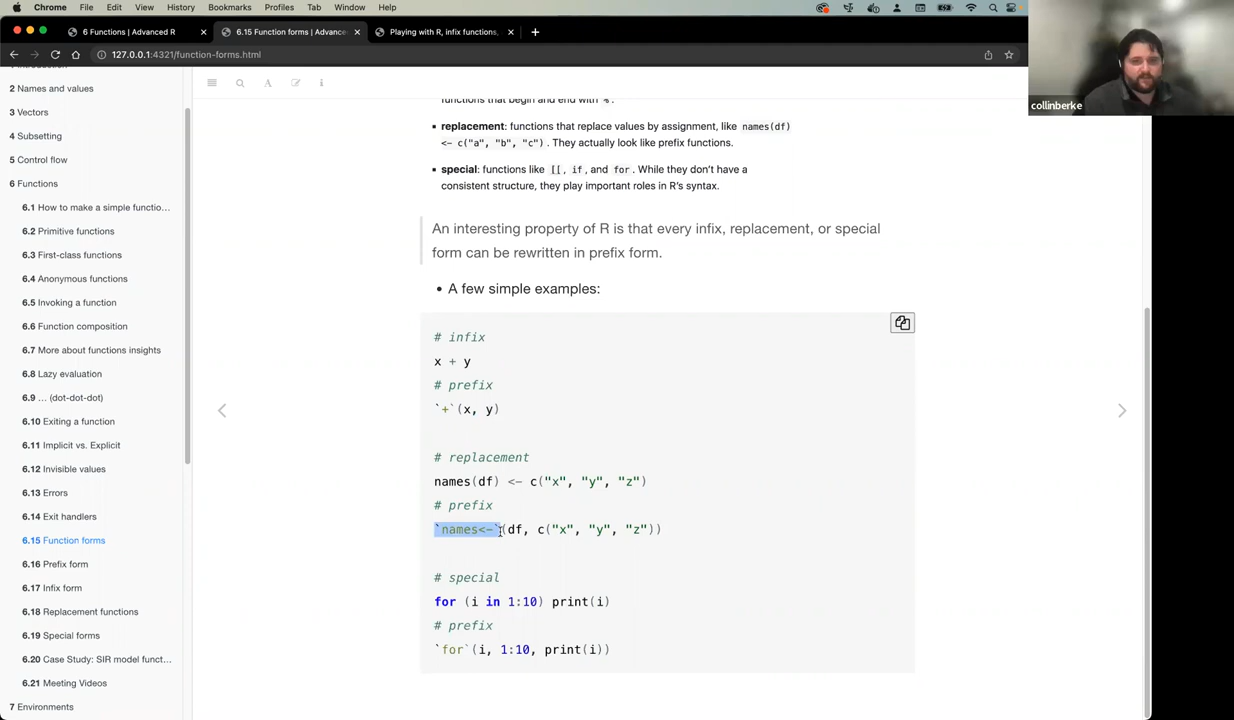 Chrome File Edit View History Bookmarks Profiles Tab Window Help
6 Functions | Advanced R
6.15 Function forms | Advance
Playing with R, infix functions,
127.0.0.1:4321/function-forms.html
collinberke
2 Names and values
3 Vectors
4 Subsetting
5 Control flow
6 Functions
6.1 How to make a simple functio...
6.2 Primitive functions
6.3 First-class functions
6.4 Anonymous functions
6.5 Invoking a function
6.6 Function composition
6.7 More about functions insights
6.8 Lazy evaluation
6.9 ... (dot-dot-dot)
6.10 Exiting a function
6.11 Implicit vs. Explicit
6.12 Invisible values
6.13 Errors
6.14 Exit handlers
6.15 Function forms
6.16 Prefix form
6.17 Infix form
6.18 Replacement functions
6.19 Special forms
6.20 Case Study: SIR model funct...
6.21 Meeting Videos
7 Environments
functions that begin and end with %.
replacement: functions that replace values by assignment, like names(df)
<- c("a", "b", "c"). They actually look like prefix functions.
special: functions like [[, if, and for. While they don't have a
consistent structure, they play important roles in R's syntax.
An interesting property of R is that every infix, replacement, or special
form can be rewritten in prefix form.
• A few simple examples:
# infix
x + y
# prefix
`+`(x, y)
# replacement
names(df) <- c("x", "y", "z")
# prefix
`names<-`(df, c("x", "y", "z"))
# special
for (i in 1:10) print(i)
# prefix
`for`(i, 1:10, print(i))